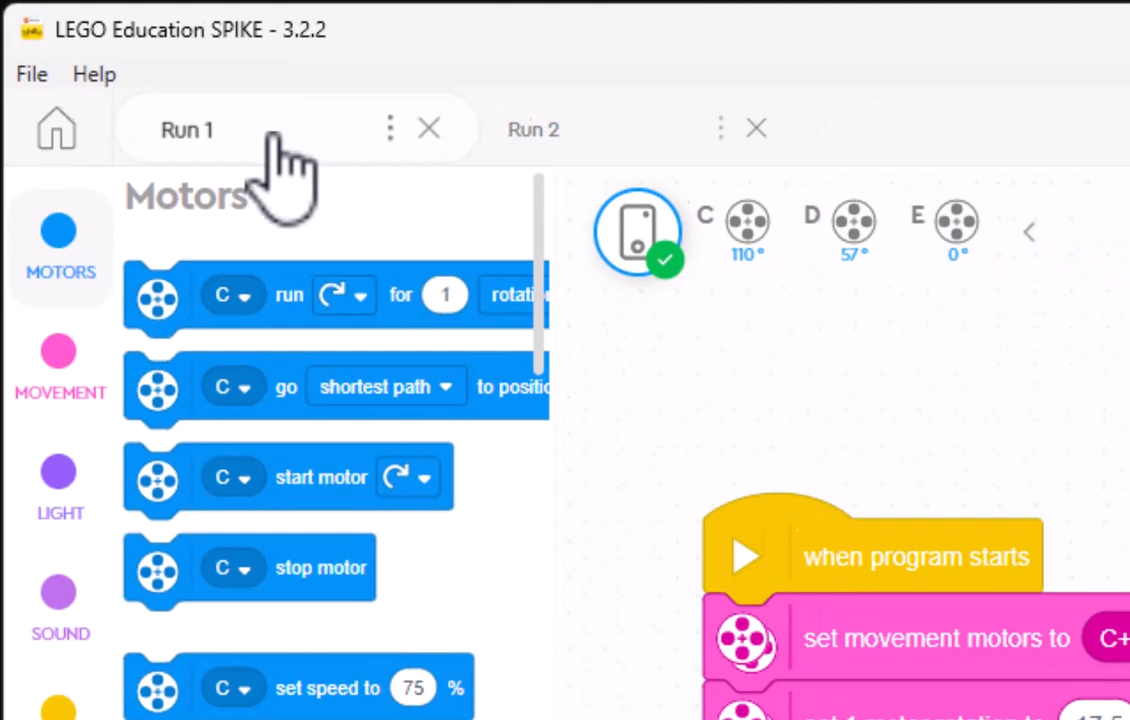 LEGO Education SPIKE - 3.2.2
File Help
Run 1 Run 2
Motors
C 110° D 57° E 0°
MOTORS
C run for 1
C go shortest path to
MOVEMENT
C start motor
LIGHT
C stop motor
when program starts
SOUND
set movement motors to C+
C set speed to 75 %